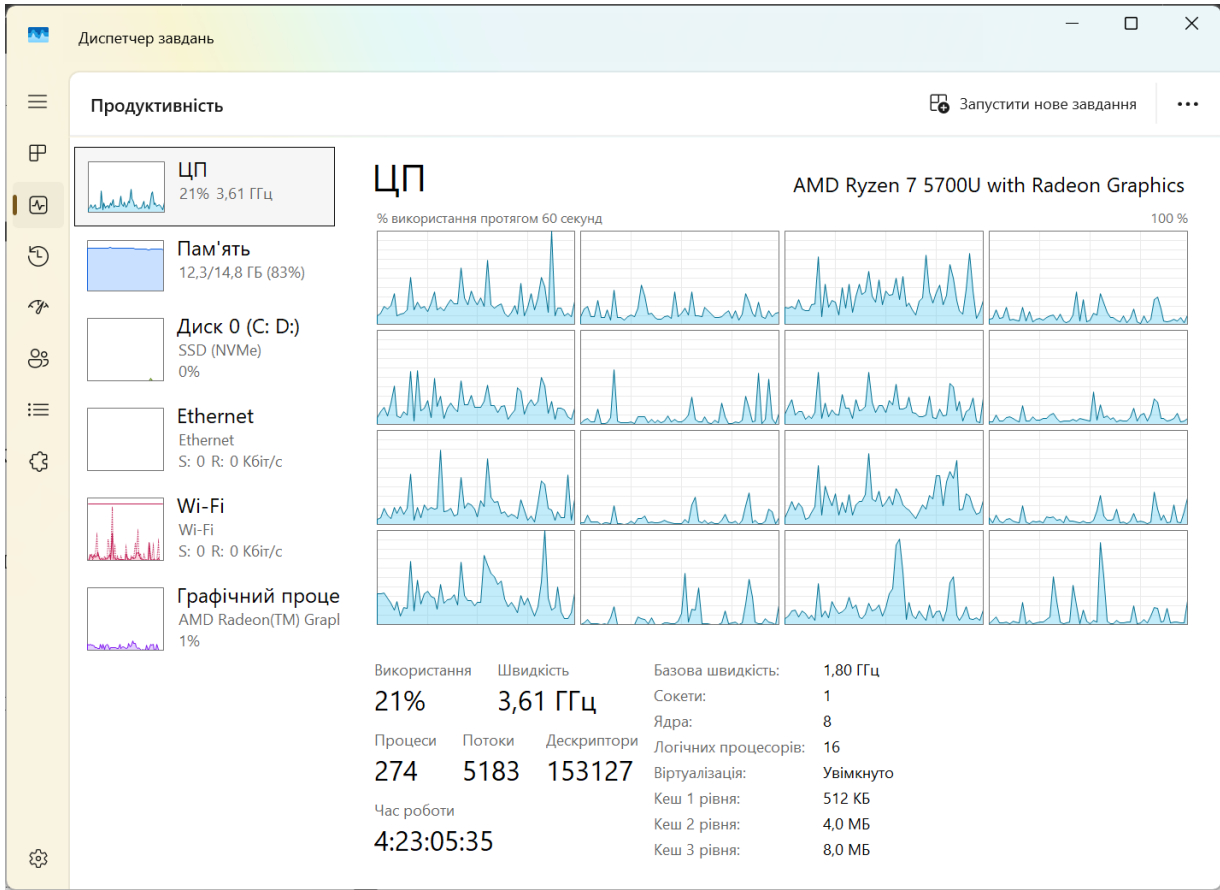 Диспетчер завдань
Продуктивність
Запустити нове завдання
ЦП
21% 3,61 ГГц
Пам'ять
12,3/14,8 ГБ (83%)
Диск 0 (C: D:)
SSD (NVMe)
0%
Ethernet
Ethernet
S: 0 R: 0 Кбіт/с
Wi-Fi
Wi-Fi
S: 0 R: 0 Кбіт/с
Графічний проце
AMD Radeon(TM) Grapl
1%
ЦП
AMD Ryzen 7 5700U with Radeon Graphics
% використання протягом 60 секунд
100 %
Використання Швидкість
21% 3,61 ГГц
Процеси Потоки Дескриптори
274 5183 153127
Час роботи
4:23:05:35
Базова швидкість: 1,80 ГГц
Сокети: 1
Ядра: 8
Логічних процесорів: 16
Віртуалізація: Увімкнуто
Кеш 1 рівня: 512 КБ
Кеш 2 рівня: 4,0 МБ
Кеш 3 рівня: 8,0 МБ